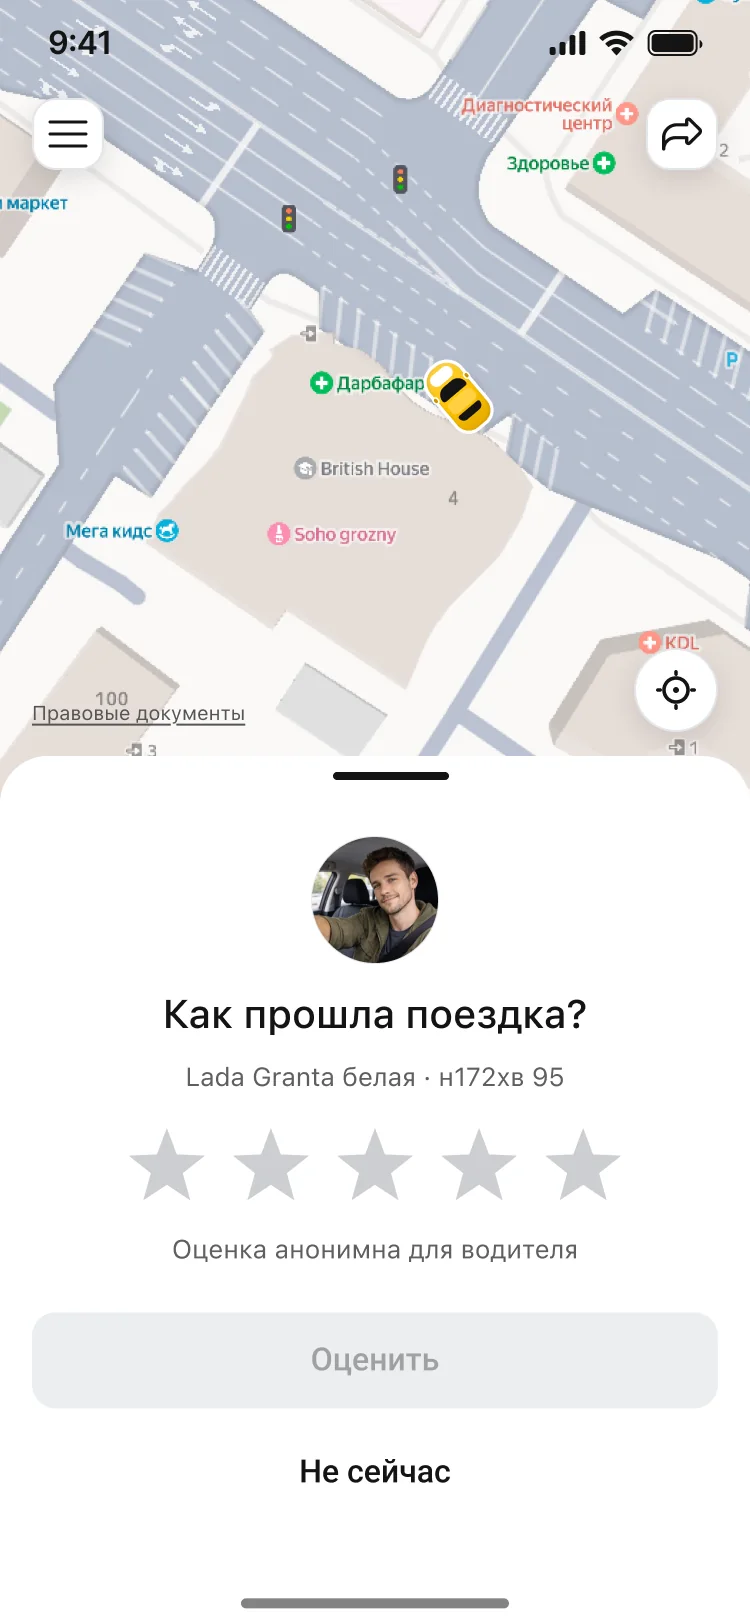 9:41
Диагностический
центр
2
Здоровье
маркет
P
Дарбафар
British House
4
Мега кидс
Soho grozny
KDL
100
Правовые документы
3
1
Как прошла поездка?
Lada Granta белая · н172хв 95
Оценка анонимна для водителя
Оценить
Не сейчас